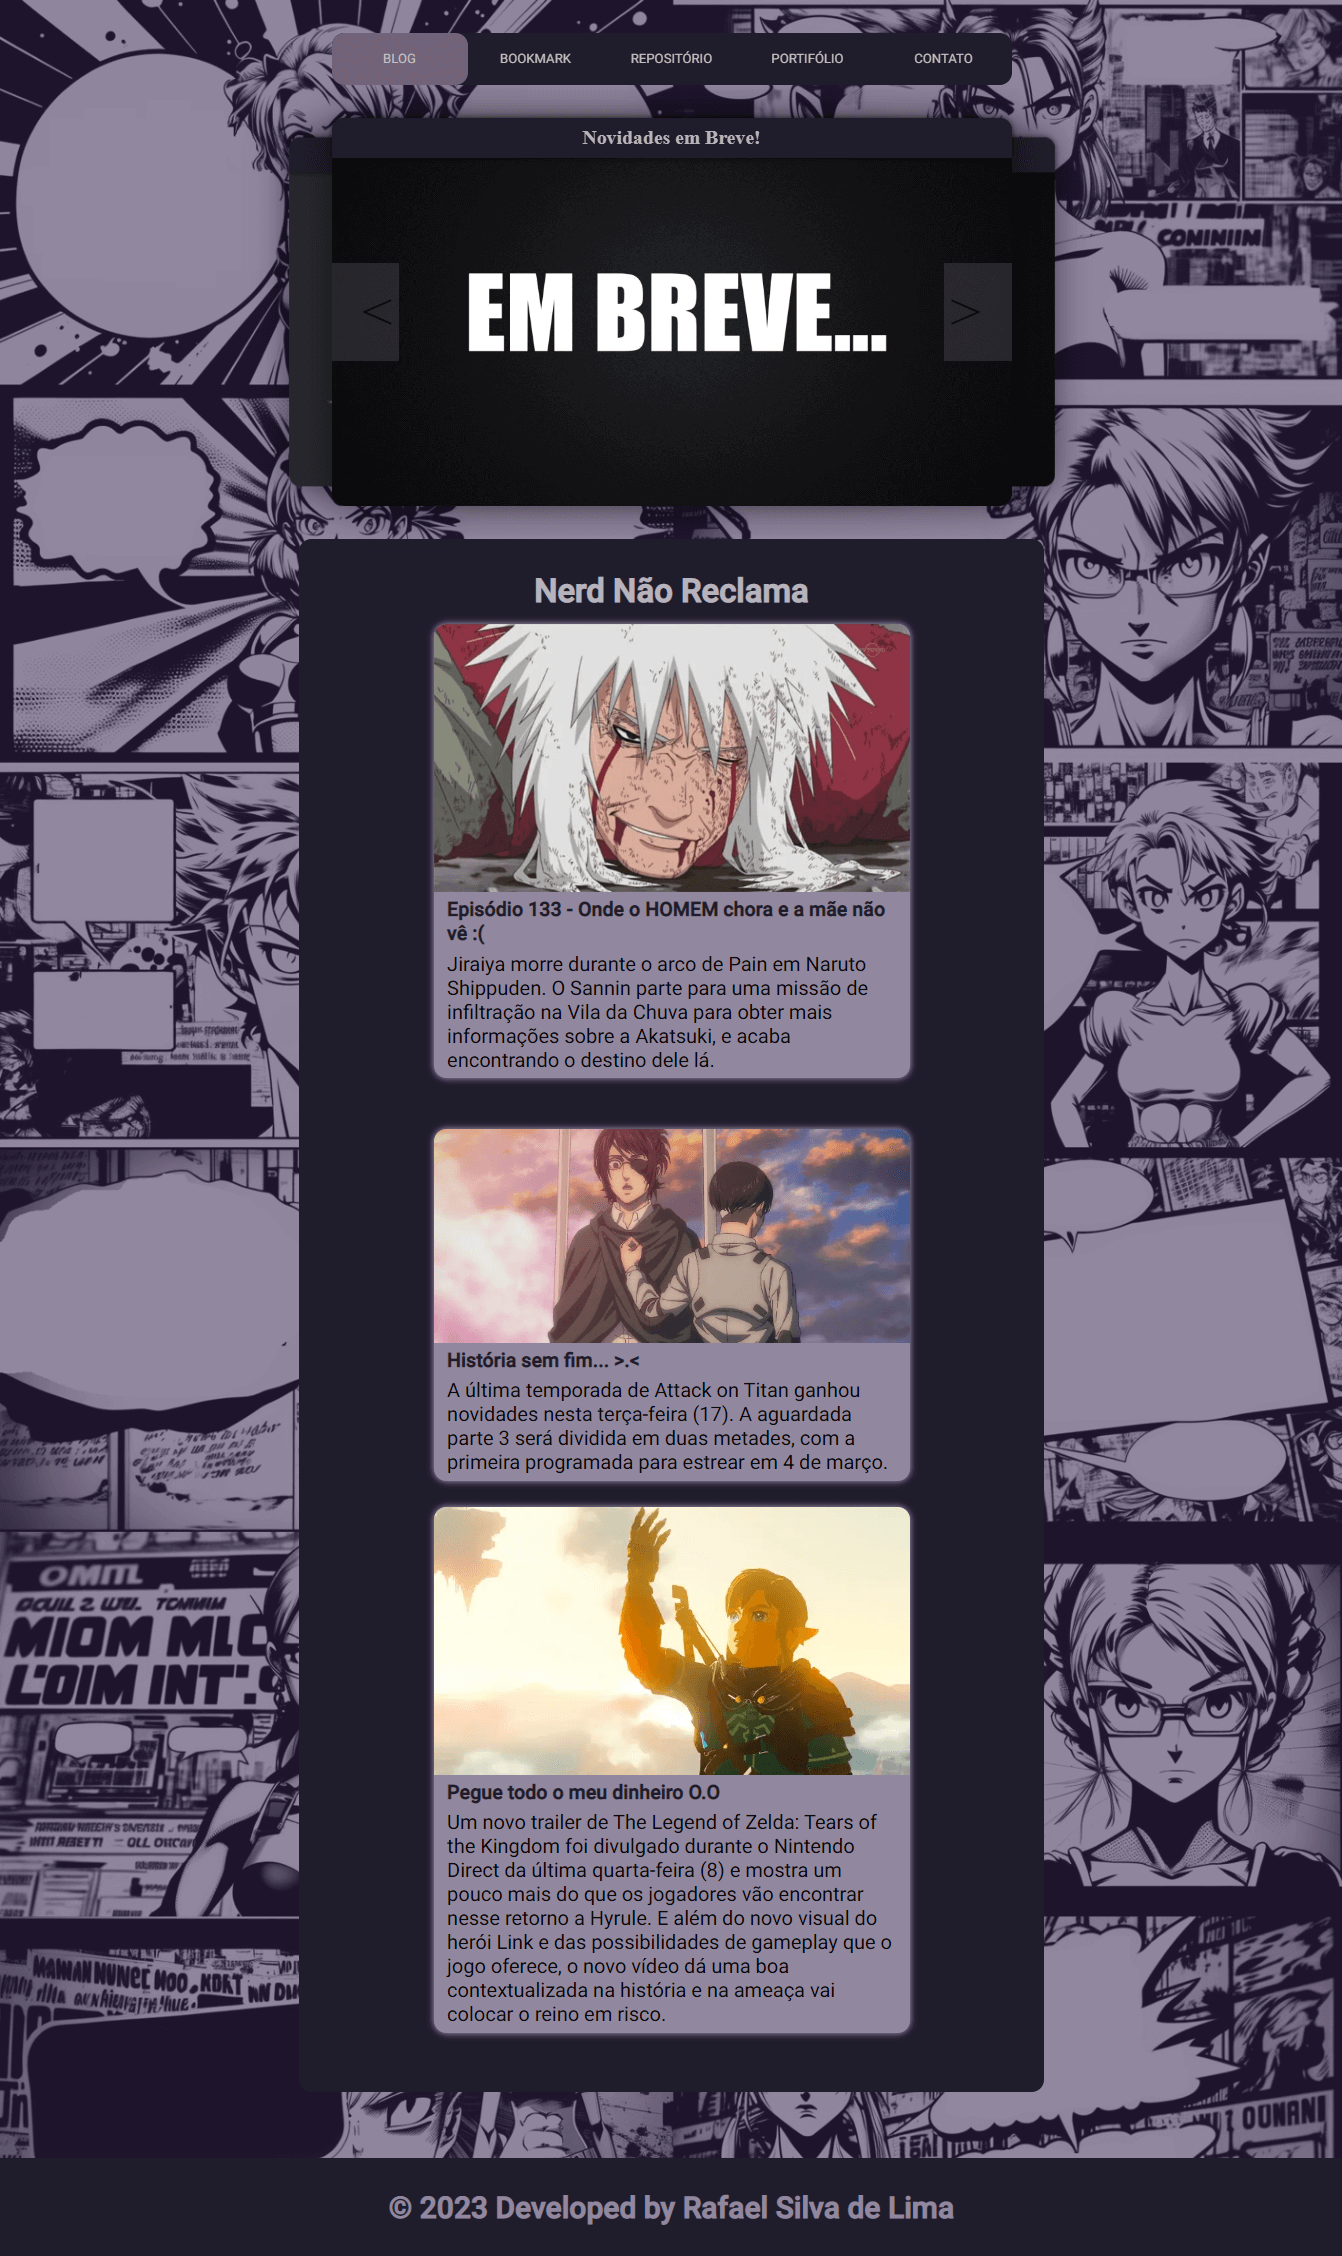 BLOG BOOKMARK REPOSITÓRIO PORTIFÓLIO CONTATO
Novidades em Breve!
< EM BREVE... >
Nerd Não Reclama
Episódio 133 - Onde o HOMEM chora e a mãe não
vê :(
Jiraiya morre durante o arco de Pain em Naruto
Shippuden. O Sannin parte para uma missão de
infiltração na Vila da Chuva para obter mais
informações sobre a Akatsuki, e acaba
encontrando o destino dele lá.
História sem fim... >.<
A última temporada de Attack on Titan ganhou
novidades nesta terça-feira (17). A aguardada
parte 3 será dividida em duas metades, com a
primeira programada para estrear em 4 de março.
Pegue todo o meu dinheiro O.O
Um novo trailer de The Legend of Zelda: Tears of
the Kingdom foi divulgado durante o Nintendo
Direct da última quarta-feira (8) e mostra um
pouco mais do que os jogadores vão encontrar
nesse retorno a Hyrule. E além do novo visual do
herói Link e das possibilidades de gameplay que o
jogo oferece, o novo vídeo dá uma boa
contextualizada na história e na ameaça vai
colocar o reino em risco.
© 2023 Developed by Rafael Silva de Lima